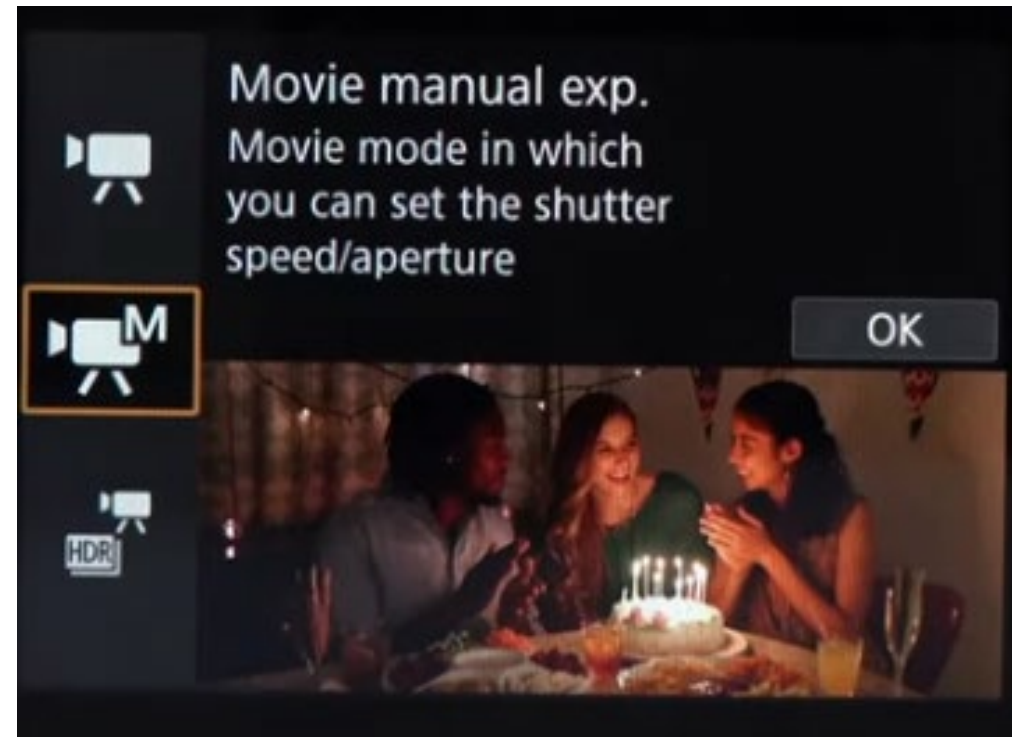 Movie manual exp.
Movie mode in which
you can set the shutter
speed/aperture
M
OK
HDR